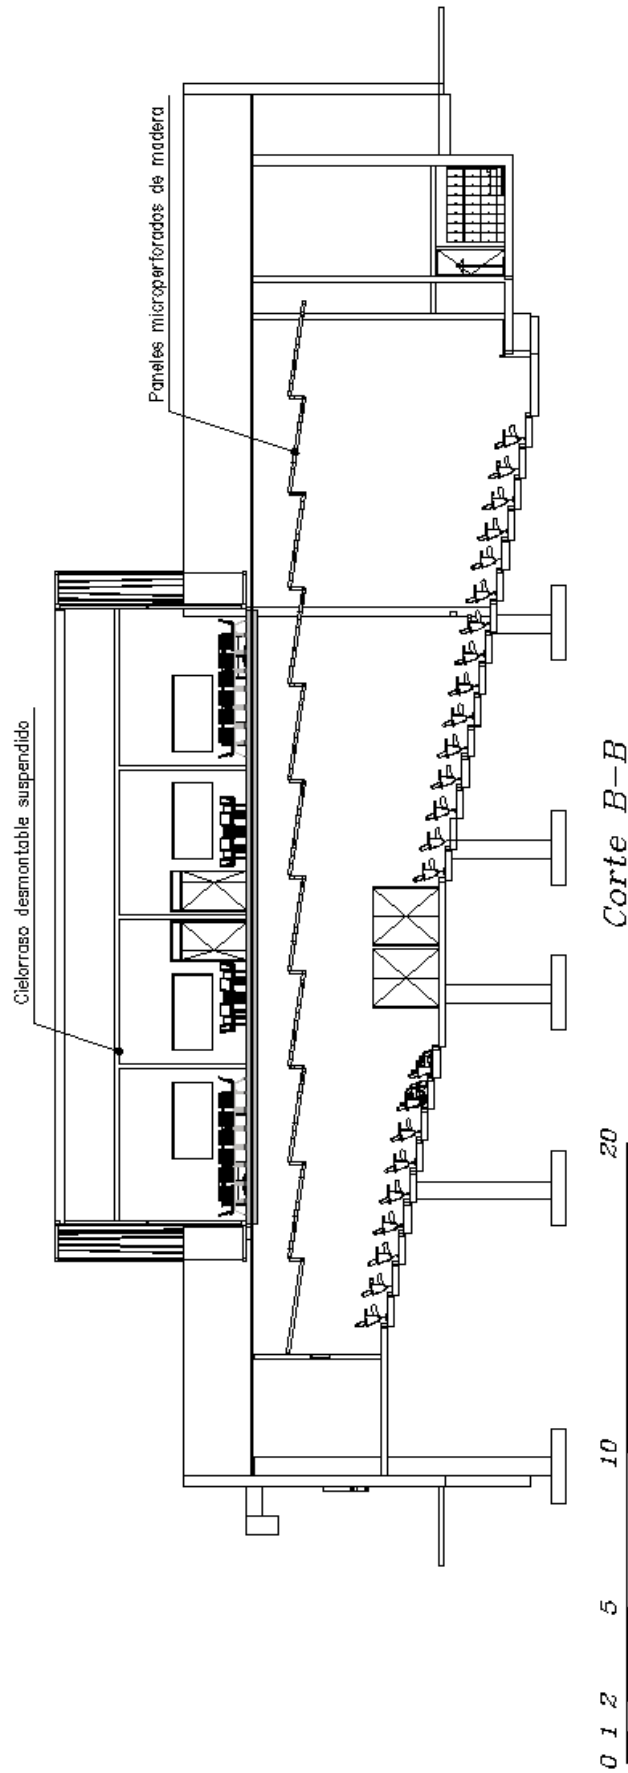 Paneles microperforados de madera
Cielorraso desmontable suspendido
Corte B-B
0 1 2 5 10 20